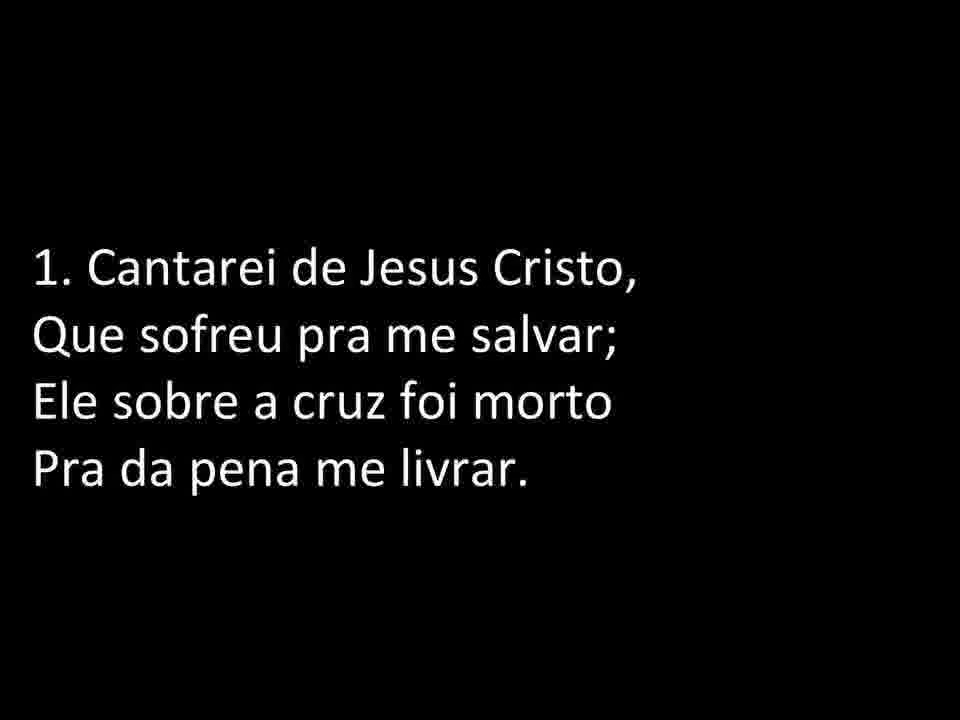 1. Cantarei de Jesus Cristo,
Que sofreu pra me salvar;
Ele sobre a cruz foi morto
Pra da pena me livrar.